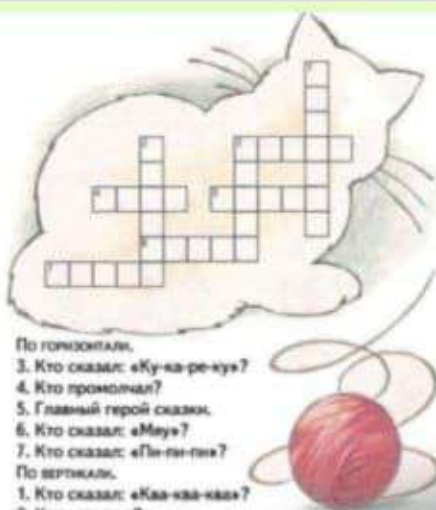 По горизонтали.
3. Кто сказал: «Ку-ка-ре-ку»?
4. Кто промолчал?
5. Главный герой сказки.
6. Кто сказал: «Мяу»?
7. Кто сказал: «Пи-пи-пи»?
По вертикали.
1. Кто сказал: «Ква-ква-ква»?